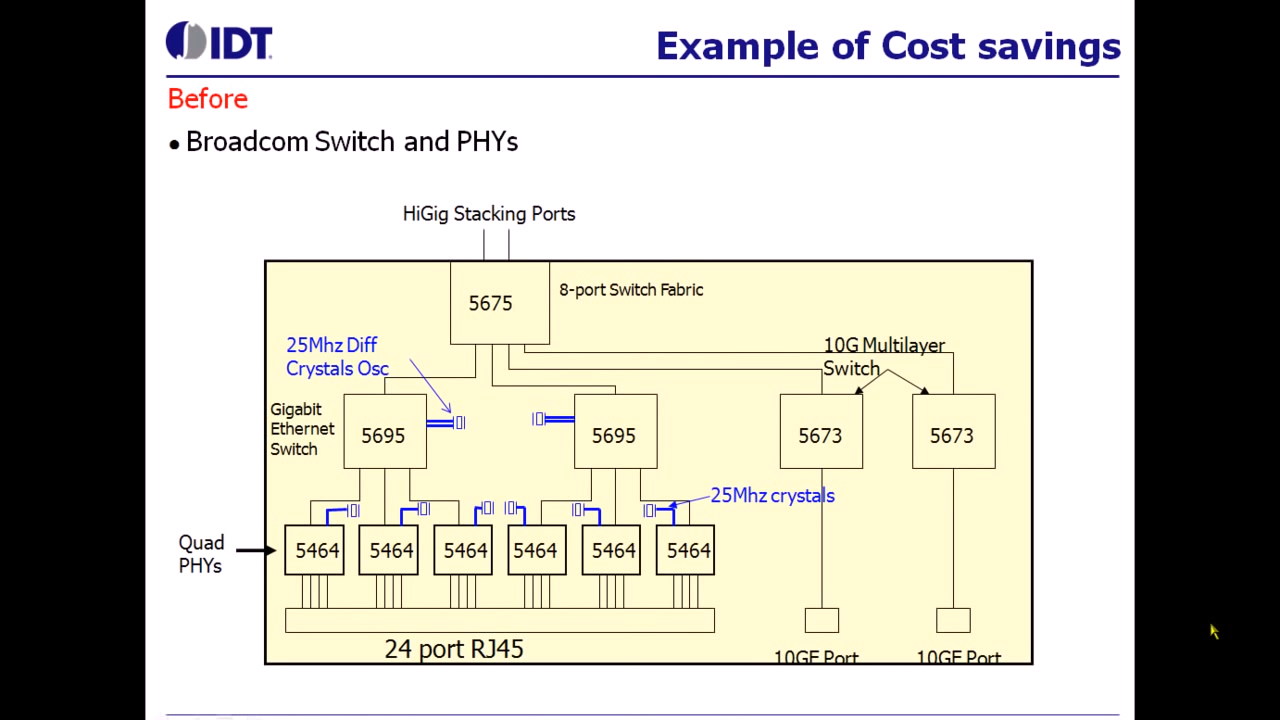 IDT
Example of Cost savings
Before
• Broadcom Switch and PHYs
HiGig Stacking Ports
5675
8-port Switch Fabric
25Mhz Diff
Crystals Osc
10G Multilayer
Switch
Gigabit
Ethernet
Switch
5695
5695
5673
5673
25Mhz crystals
Quad
PHYs
5464
5464
5464
5464
5464
5464
24 port RJ45
10GE Port
10GE Port